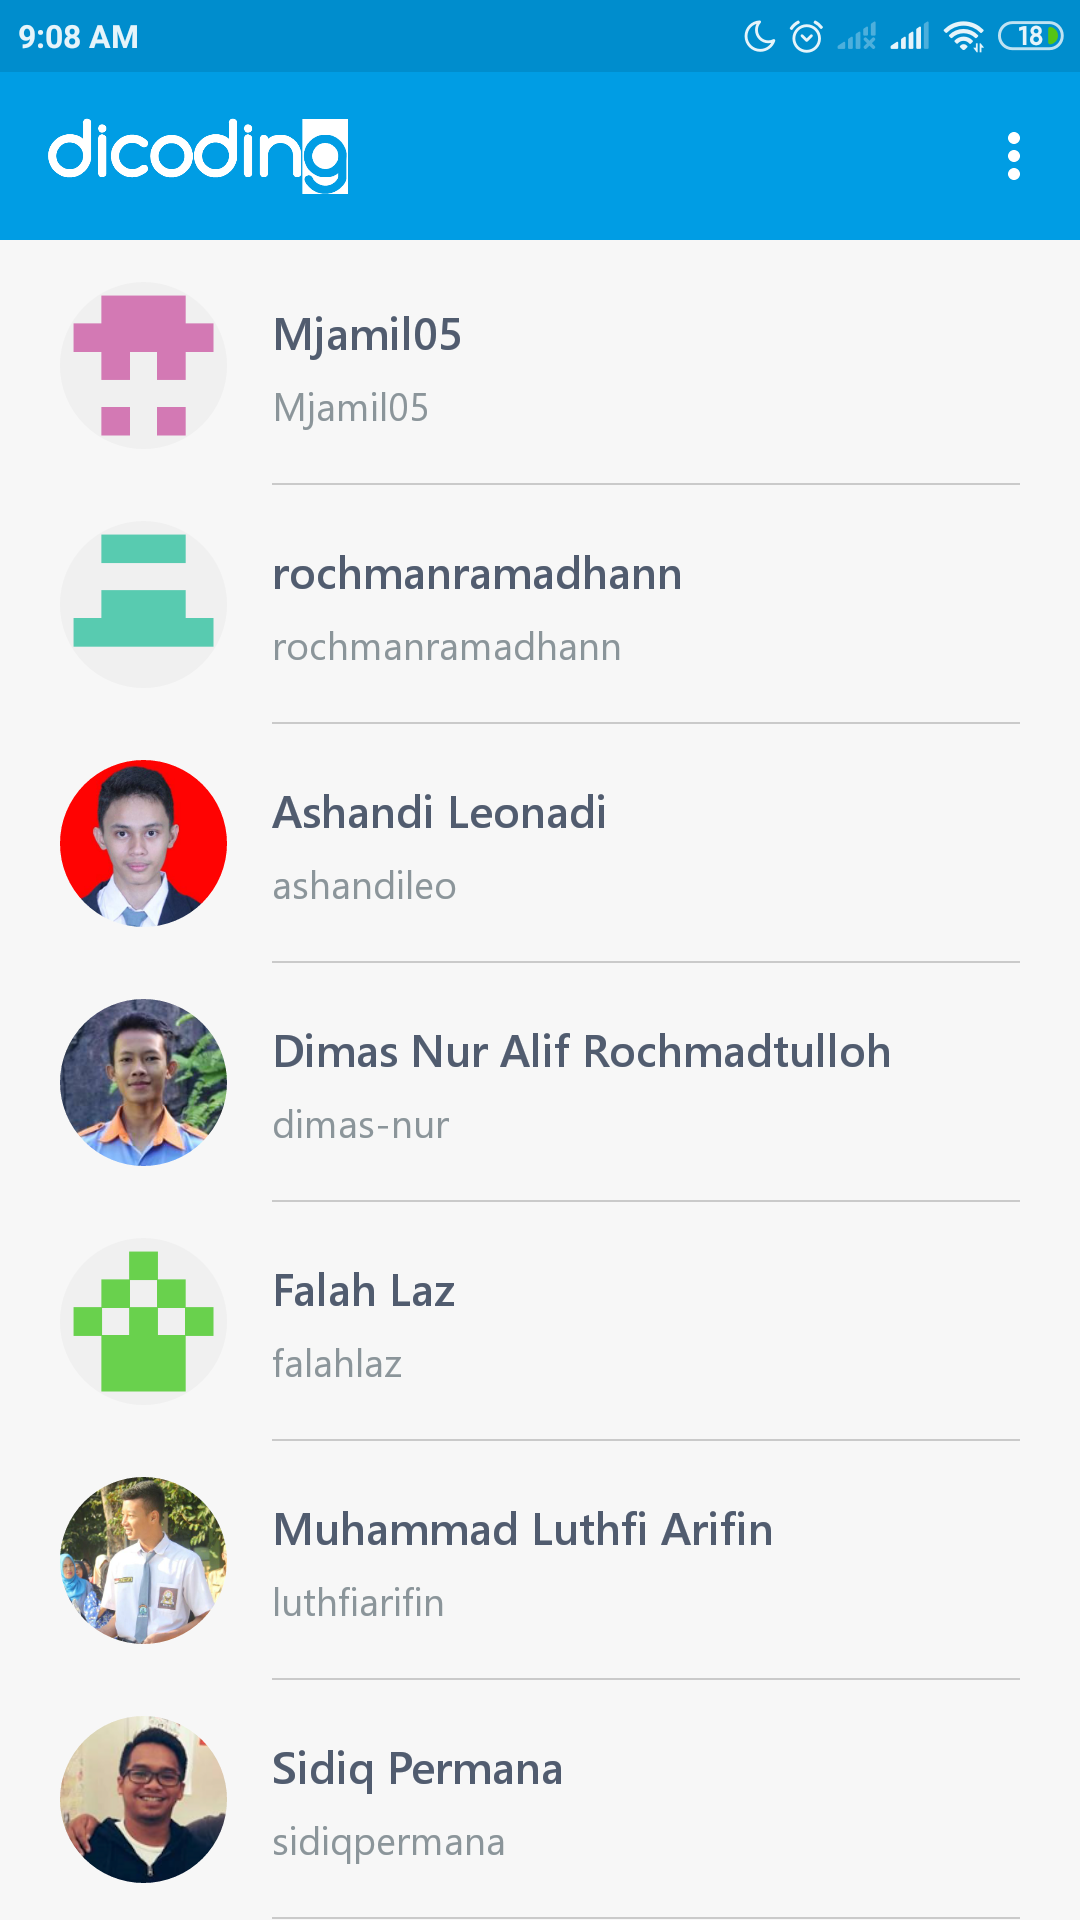 9:08 AM
18
dicoding
Mjamil05
Mjamil05
rochmanramadhann
rochmanramadhann
Ashandi Leonadi
ashandileo
Dimas Nur Alif Rochmadtulloh
dimas-nur
Falah Laz
falahlaz
Muhammad Luthfi Arifin
luthfiarifin
Sidiq Permana
sidiqpermana